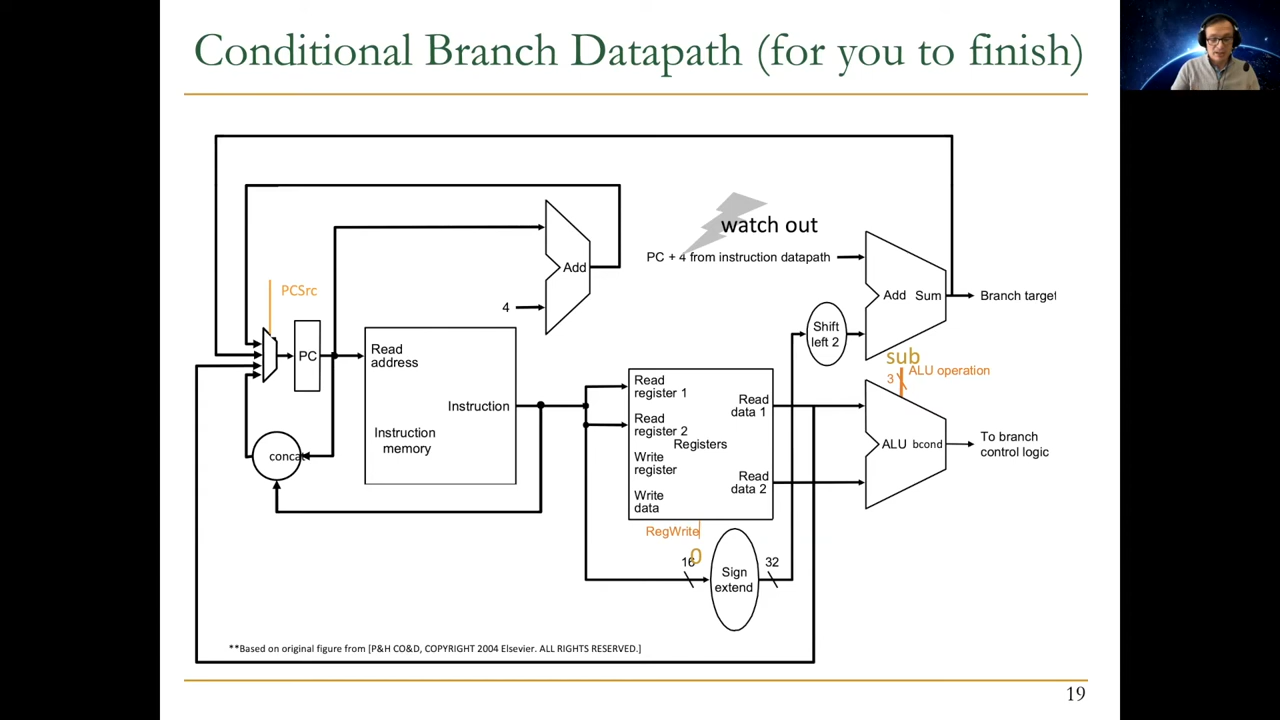 Conditional Branch Datapath (for you to finish)
watch out
PC + 4 from instruction datapath
Add
4
PCSrc
Add Sum
Branch target
Shift
left 2
PC
Read
address
Instruction
Instruction
memory
sub
3
ALU operation
Read
register 1
Read
register 2
Registers
Write
register
Write
data
Read
data 1
Read
data 2
ALU bcond
To branch
control logic
concat
RegWrite
0
16
32
Sign
extend
**Based on original figure from [P&H CO&D, COPYRIGHT 2004 Elsevier. ALL RIGHTS RESERVED.]
19